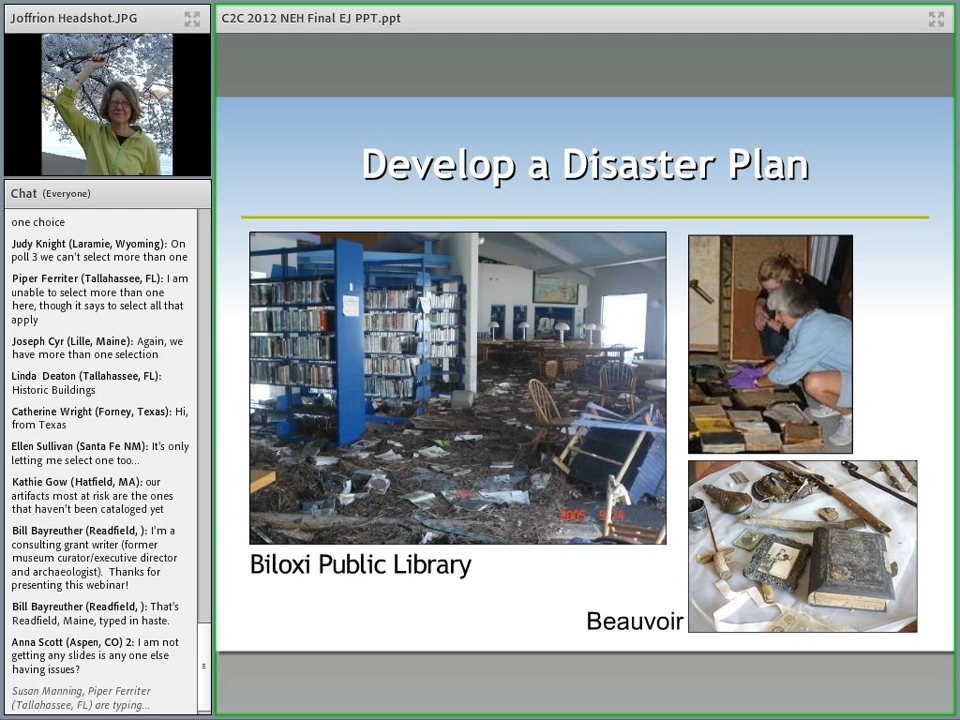 Joffrion Headshot.JPG
C2C 2012 NEH Final EJ PPT.ppt
Chat (Everyone)
one choice
Judy Knight (Laramie, Wyoming): On
poll 3 we can't select more than one
Piper Ferriter (Tallahassee, FL): I am
unable to select more than one
here, though it says to select all that
apply
Joseph Cyr (Lille, Maine): Again, we
have more than one selection
Linda Deaton (Tallahassee, FL):
Historic Buildings
Catherine Wright (Forney, Texas): Hi,
from Texas
Ellen Sullivan (Santa Fe NM): It's only
letting me select one too...
Kathie Gow (Hatfield, MA): our
artifacts most at risk are the ones
that haven't been cataloged yet
Bill Bayreuther (Readfield, ): I'm a
consulting grant writer (former
museum curator/executive director
and archaeologist). Thanks for
presenting this webinar!
Bill Bayreuther (Readfield, ): That's
Readfield, Maine, typed in haste.
Anna Scott (Aspen, CO) 2: I am not
getting any slides is any one else
having issues?
Susan Manning, Piper Ferriter
(Tallahassee, FL) are typing...
Develop a Disaster Plan
Biloxi Public Library
Beauvoir